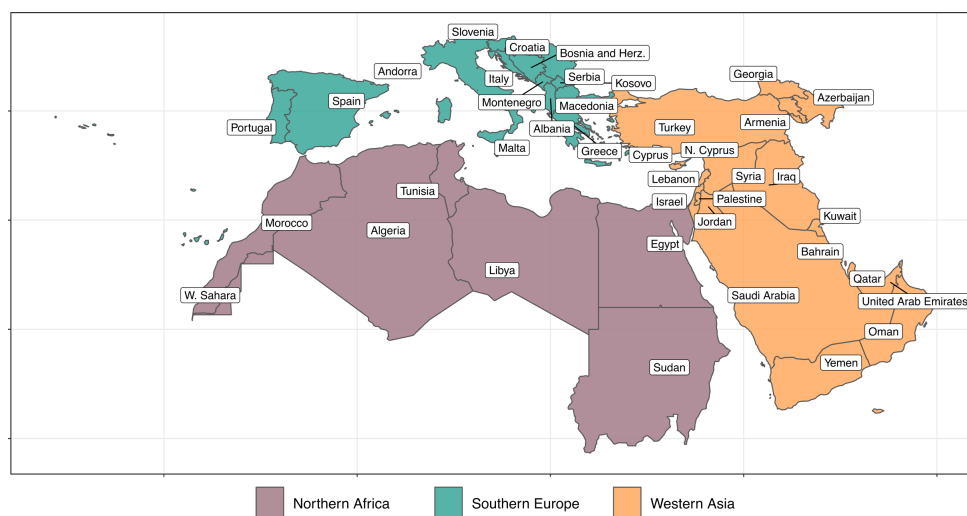 Slovenia
Croatia
Bosnia and Herz.
Andorra
Italy
Serbia
Kosovo
Georgia
Spain
Montenegro
Macedonia
Azerbaijan
Portugal
Albania
Turkey
Armenia
Malta
Greece
Cyprus
N. Cyprus
Tunisia
Lebanon
Syria
Iraq
Israel
Palestine
Morocco
Algeria
Jordan
Kuwait
Egypt
Bahrain
Libya
Qatar
W. Sahara
Saudi Arabia
United Arab Emirates
Oman
Sudan
Yemen
Northern Africa
Southern Europe
Western Asia